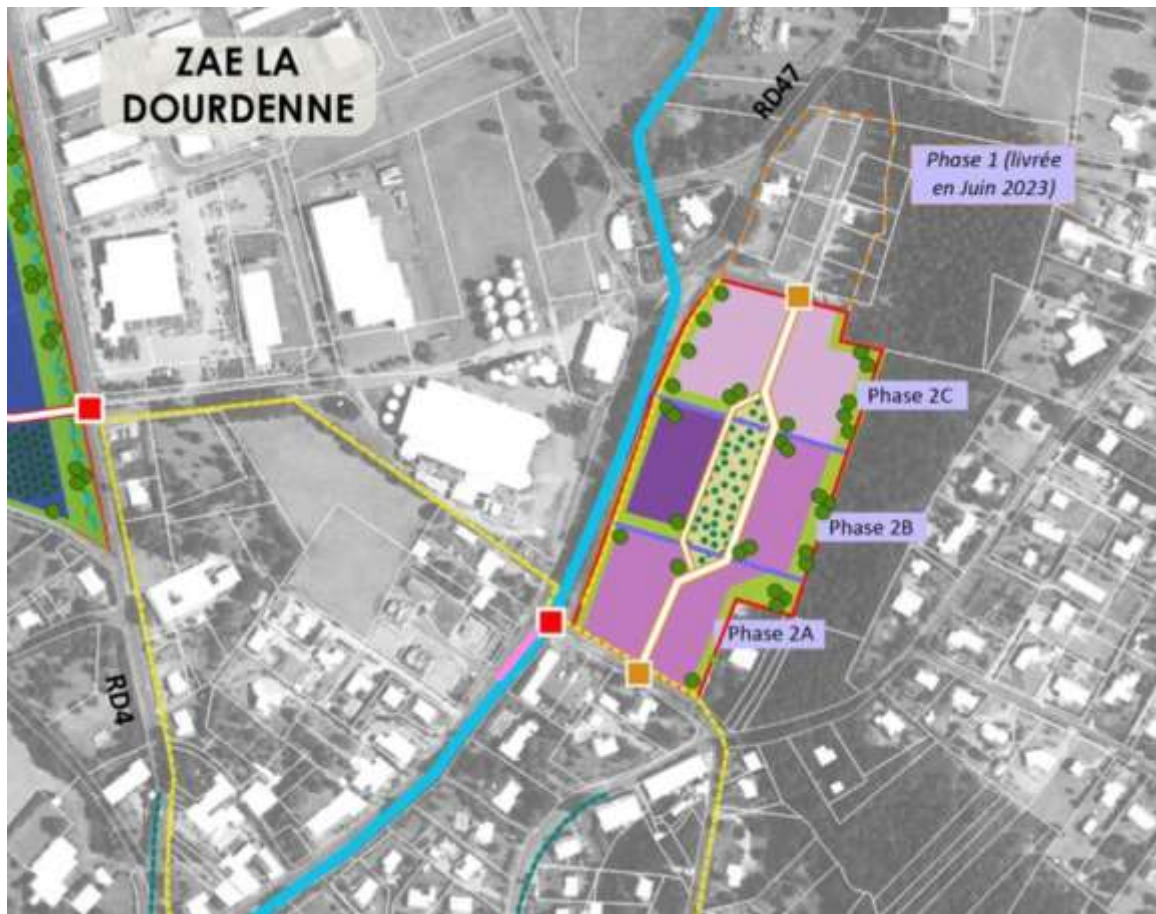 ZAE LA
DOURDENNE
RD47
Phase 1 (livrée
en Juin 2023)
Phase 2C
Phase 2B
Phase 2A
RD4